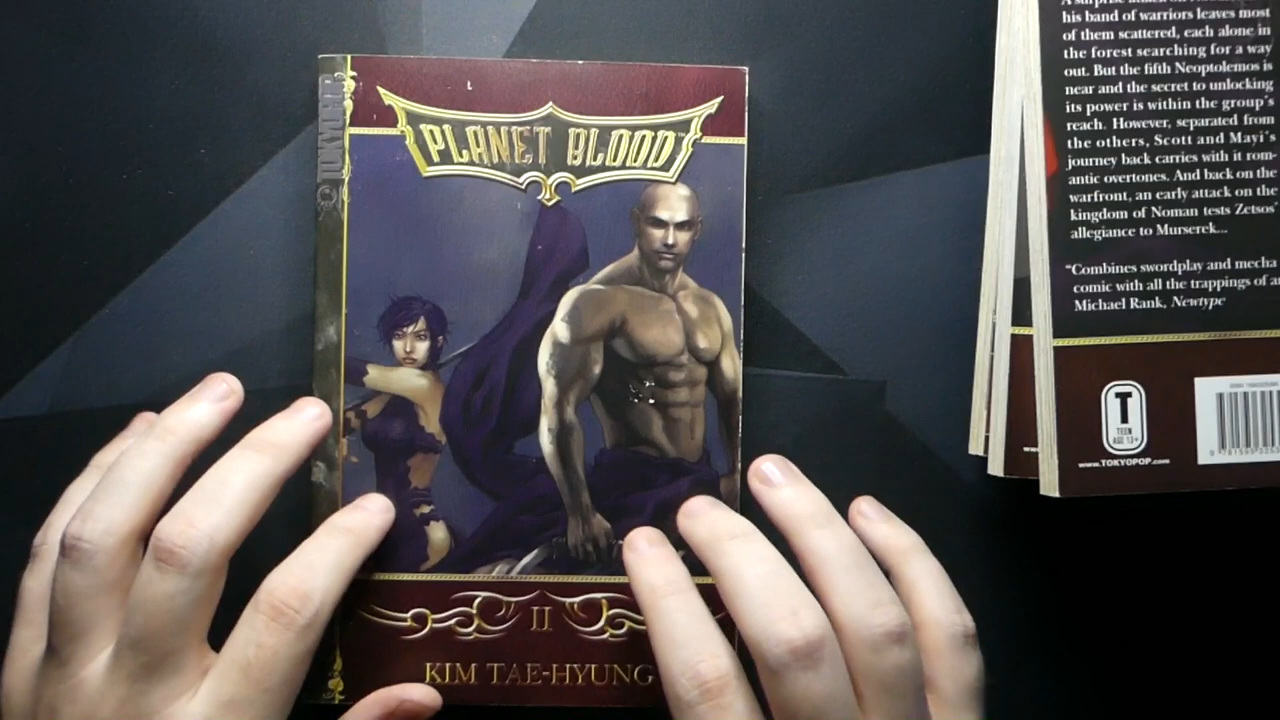 TOKYOPOP
PLANET BLOOD™
II
KIM TAE-HYUNG
his band of warriors leaves most
of them scattered, each alone in
the forest searching for a way
out. But the fifth Neoptolemos is
near and the secret to unlocking
its power is within the group's
reach. However, separated from
the others, Scott and Mayi's
journey back carries with it rom-
antic overtones. And back on the
warfront, an early attack on the
kingdom of Noman tests Zetsos'
allegiance to Murserek...
"Combines swordplay and mecha
comic with all the trappings of
Michael Rank, Newtype
T
TEEN
AGE 13+
www.TOKYOPOP.com